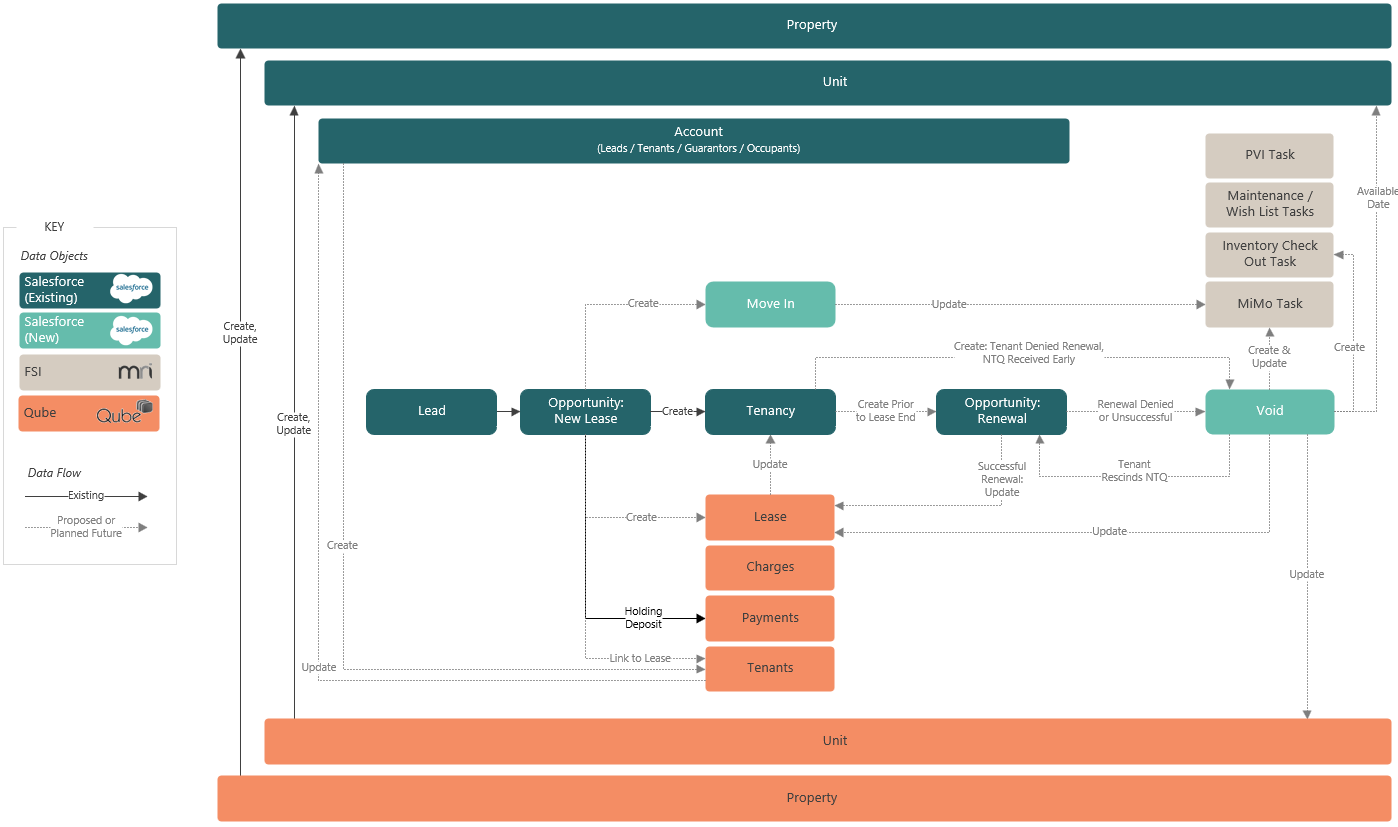 Property
Unit
Account
(Leads / Tenants / Guarantors / Occupants)
PVI Task
Maintenance /
Wish List Tasks
Available
Date
Inventory Check
Out Task
KEY
Data Objects
Salesforce
(Existing)
salesforce
Salesforce
(New)
salesforce
FSI
mri
Qube
Qube
Data Flow
Existing
Proposed or
Planned Future
Create,
Update
Create,
Update
Create
Move In
Update
MiMo Task
Create: Tenant Denied Renewal,
NTQ Received Early
Create &
Update
Create
Lead
Opportunity:
New Lease
Create
Tenancy
Create Prior
to Lease End
Opportunity:
Renewal
Renewal Denied
or Unsuccessful
Void
Update
Successful
Renewal:
Update
Tenant
Rescinds NTQ
Create
Lease
Update
Create
Charges
Update
Holding
Deposit
Payments
Link to Lease
Update
Tenants
Unit
Property